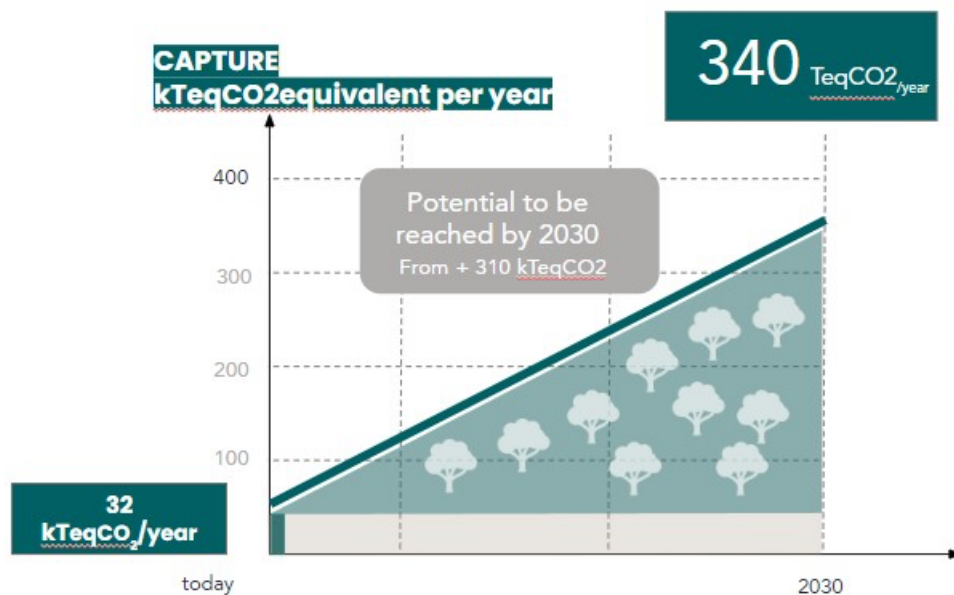 CAPTURE
kTeqCO2equivalent per year
340 TeqCO2/year
400
Potential to be
reached by 2030
From + 310 kTeqCO2
300
200
100
32
kTeqCO₂/year
today
2030